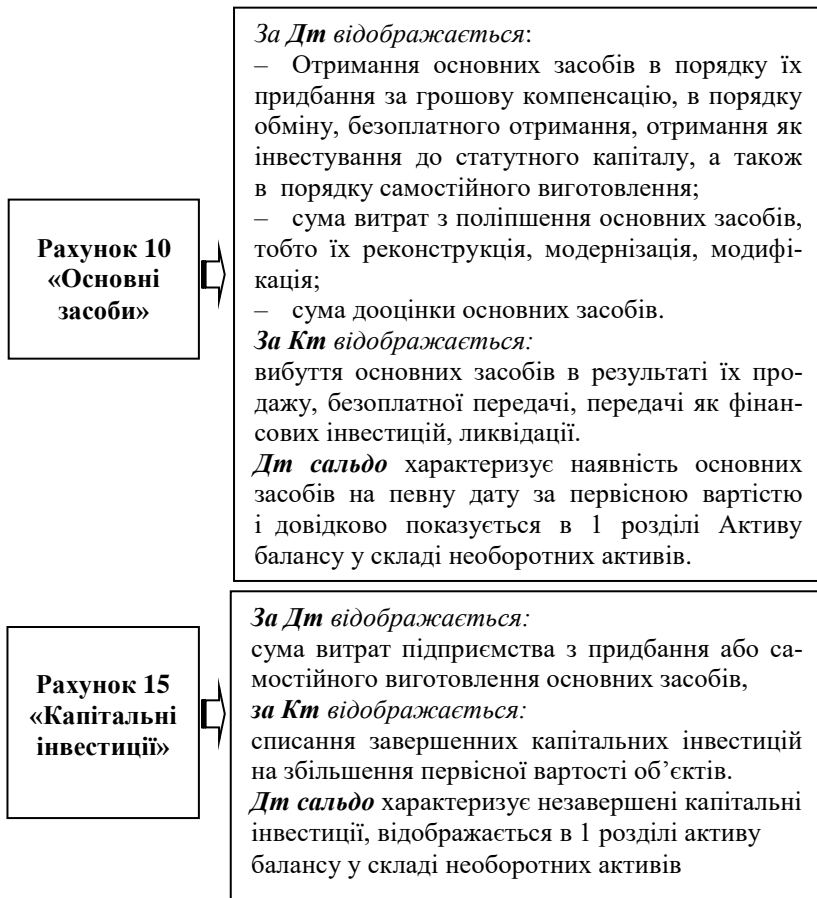 За Дт відображається:
– Отримання основних засобів в порядку їх
придбання за грошову компенсацію, в порядку
обміну, безоплатного отримання, отримання як
інвестування до статутного капіталу, а також
в порядку самостійного виготовлення;
– сума витрат з поліпшення основних засобів,
тобто їх реконструкція, модернізація, модифі-
кація;
– сума дооцінки основних засобів.
За Кт відображається:
вибуття основних засобів в результаті їх про-
дажу, безоплатної передачі, передачі як фінан-
сових інвестицій, ликвідації.
Дт сальдо характеризує наявність основних
засобів на певну дату за первісною вартістю
і довідково показується в 1 розділі Активу
балансу у складі необоротних активів.
Рахунок 10
«Основні
засоби»
За Дт відображається:
сума витрат підприємства з придбання або са-
мостійного виготовлення основних засобів,
за Кт відображається:
списання завершенних капітальних інвестицій
на збільшення первісної вартості об’єктів.
Дт сальдо характеризує незавершені капітальні
інвестиції, відображається в 1 розділі активу
балансу у складі необоротних активів
Рахунок 15
«Капітальні
інвестиції»